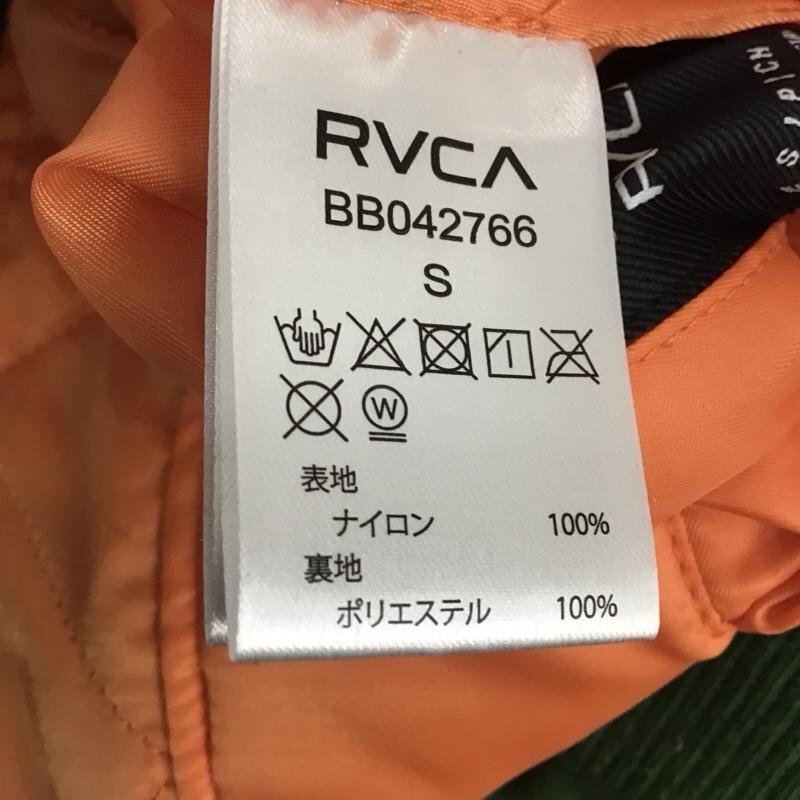 RVCA
BB042766
S
W
表地
ナイロン 100%
裏地
ポリエステル 100%